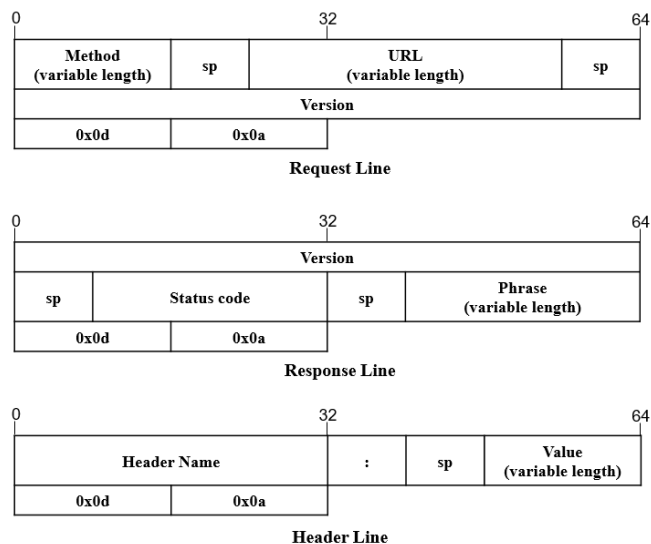 0 32 64
Method sp URL sp
(variable length) (variable length)
Version
0x0d 0x0a
Request Line
0 32 64
Version
sp Status code sp Phrase
(variable length)
0x0d 0x0a
Response Line
0 32 64
Header Name : sp Value
(variable length)
0x0d 0x0a
Header Line